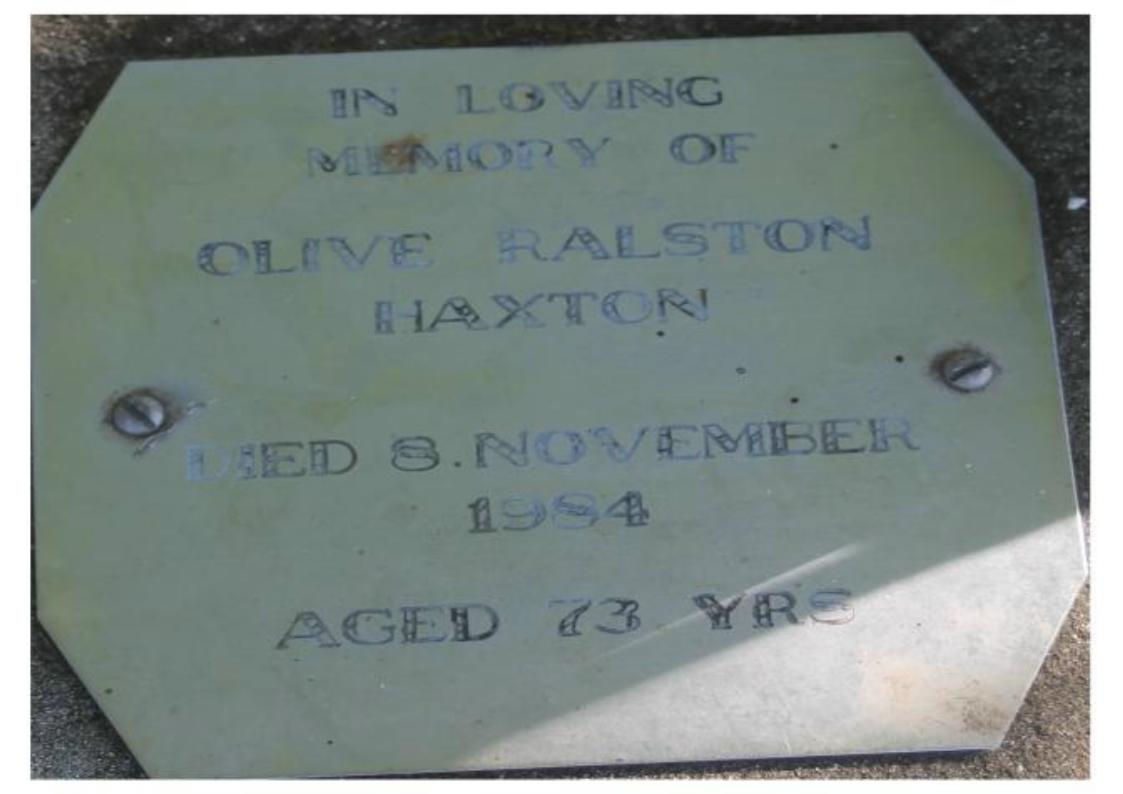 IN LOVING
MEMORY OF
OLIVE RALSTON
HAXTON
DIED 8.NOVEMBER
1984
AGED 73 YRS